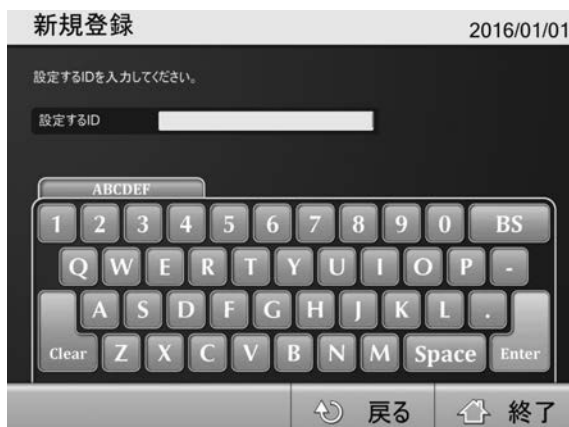 新規登録
2016/01/01
設定するIDを入力してください。
設定するID
ABCDEF
1 2 3 4 5 6 7 8 9 0 BS
Q W E R T Y U I O P -
A S D F G H J K L .
Clear Z X C V B N M Space Enter
戻る 終了